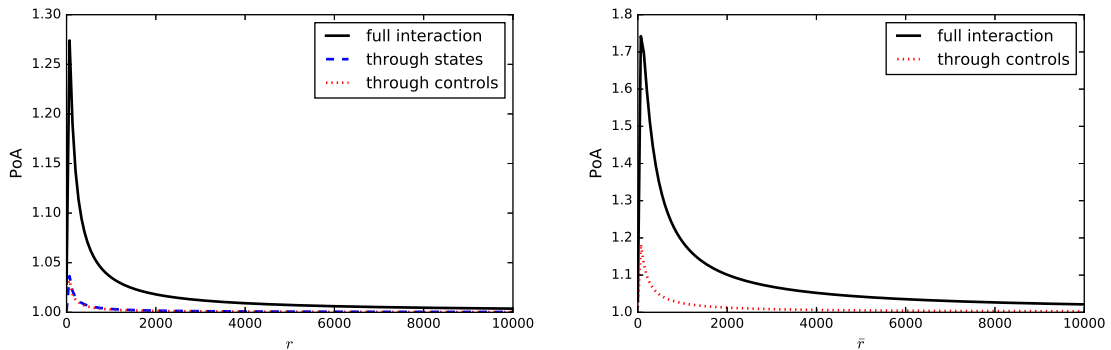 1.30
1.25
1.20
1.15
1.10
1.05
1.00
PoA
full interaction
through states
through controls
0 2000 4000 6000 8000 10000
r
1.8
1.7
1.6
1.5
1.4
1.3
1.2
1.1
1.0
PoA
full interaction
through controls
0 2000 4000 6000 8000 10000
r̄